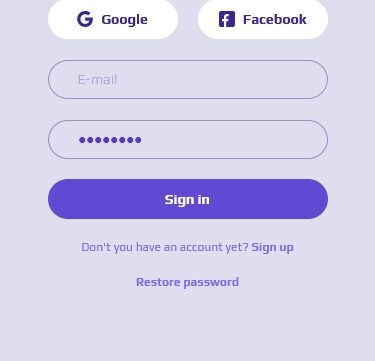 Google Facebook
E-mail
••••••••
Sign in
Don't you have an account yet? Sign up
Restore password